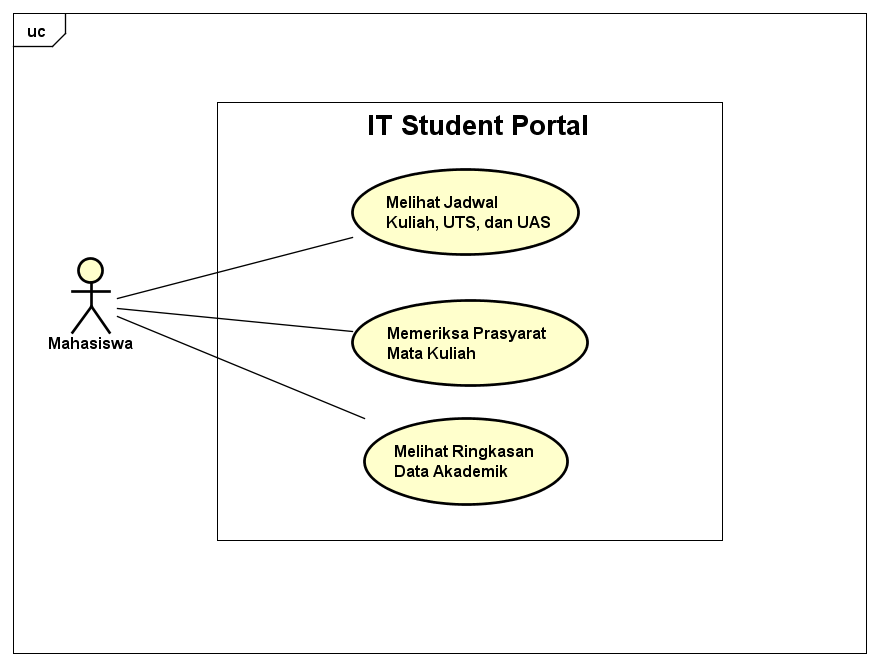 uc
IT Student Portal
Melihat Jadwal
Kuliah, UTS, dan UAS
Mahasiswa
Memeriksa Prasyarat
Mata Kuliah
Melihat Ringkasan
Data Akademik